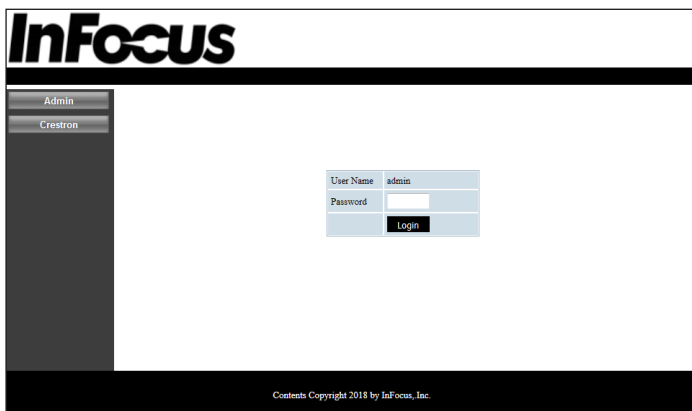 InFocus
Admin
Crestron
User Name admin
Password
Login
Contents Copyright 2018 by InFocus,.Inc.